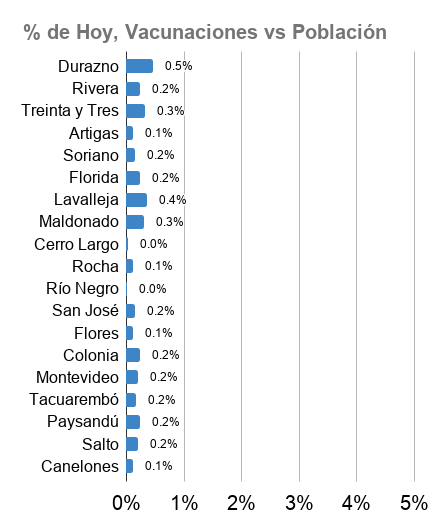 % de Hoy, Vacunaciones vs Población
Durazno 0.5%
Rivera 0.2%
Treinta y Tres 0.3%
Artigas 0.1%
Soriano 0.2%
Florida 0.2%
Lavalleja 0.4%
Maldonado 0.3%
Cerro Largo 0.0%
Rocha 0.1%
Río Negro 0.0%
San José 0.2%
Flores 0.1%
Colonia 0.2%
Montevideo 0.2%
Tacuarembó 0.2%
Paysandú 0.2%
Salto 0.2%
Canelones 0.1%
0% 1% 2% 3% 4% 5%